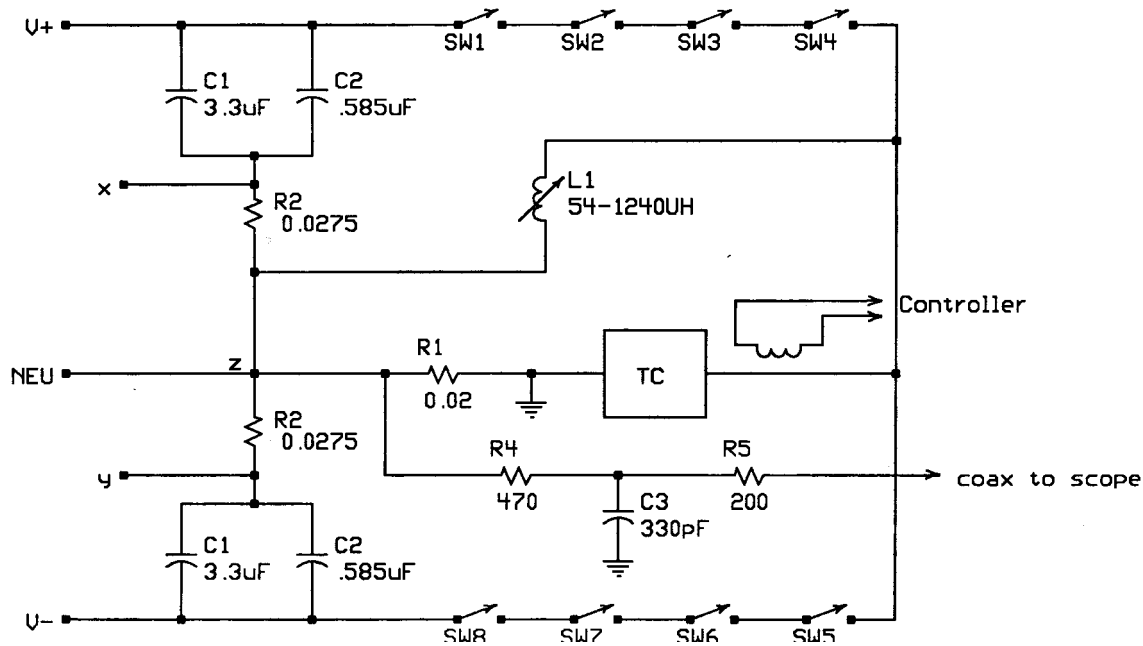 V+
SW1 SW2 SW3 SW4
C1
3.3uF
C2
.585uF
x
R2
0.0275
L1
54-1240UH
Controller
NEU
z
R1
0.02
TC
R2
0.0275
y
R4
470
R5
200
coax to scope
C3
330pF
C1
3.3uF
C2
.585uF
V-
SW8 SW7 SW6 SW5